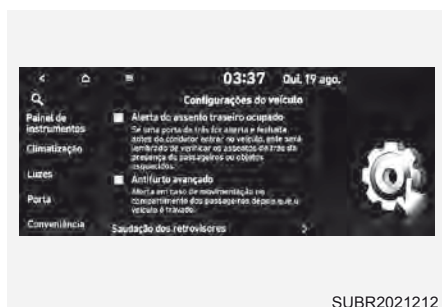 03:37 Qui, 19 ago.
Configurações do veículo
Painel de
instrumentos
Climatização
Luzes
Porta
Conveniência
Alerta do assento traseiro ocupado
Se uma porta de trás for aberta e fechada
antes do condutor entrar no veículo, este será
lembrado de verificar os assentos de trás da
presença de passageiros ou objetos
esquecidos.
Antifurto avançado
Alerta em caso de movimentação no
compartimento dos passageiros depois que o
veículo é travado.
Saudação dos retrovisores
SUBR2021212